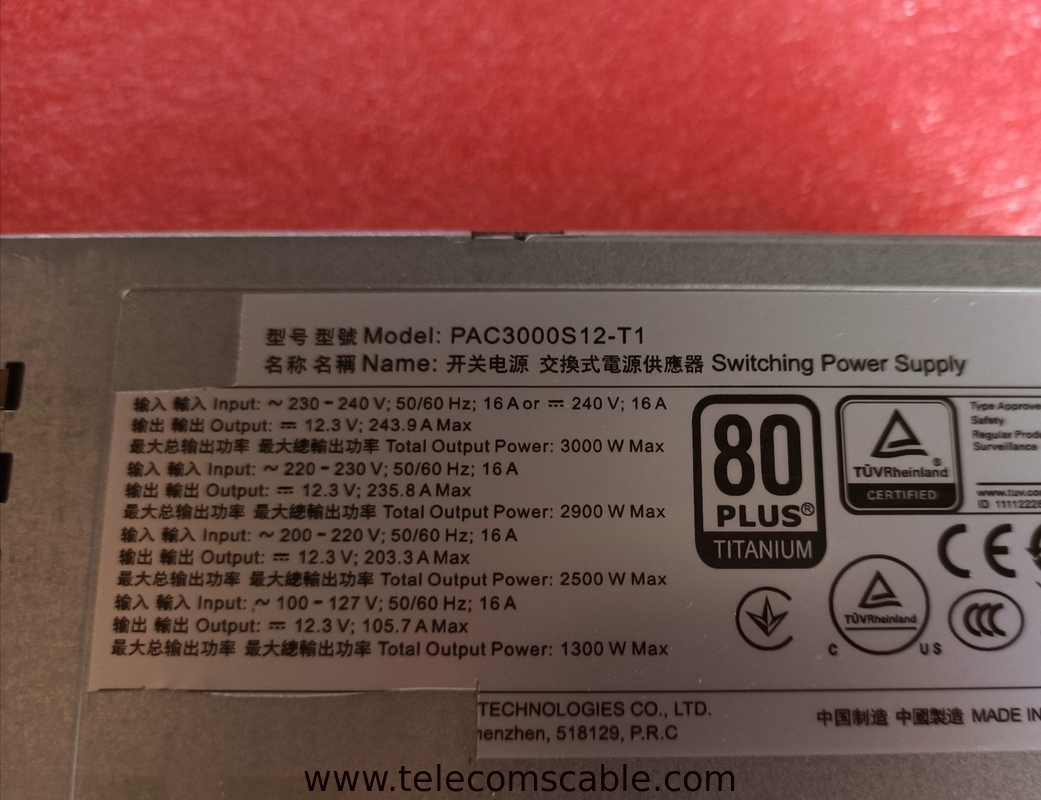 型号 型號 Model: PAC3000S12-T1
名称 名稱 Name: 开关电源 交換式電源供應器 Switching Power Supply
输入 輸入 Input: ~ 230 - 240 V; 50/60 Hz; 16 A or ⎓ 240 V; 16 A
输出 輸出 Output: ⎓ 12.3 V; 243.9 A Max
最大总输出功率 最大總輸出功率 Total Output Power: 3000 W Max
输入 輸入 Input: ~ 220 - 230 V; 50/60 Hz; 16 A
输出 輸出 Output: ⎓ 12.3 V; 235.8 A Max
最大总输出功率 最大總輸出功率 Total Output Power: 2900 W Max
输入 輸入 Input: ~ 200 - 220 V; 50/60 Hz; 16 A
输出 輸出 Output: ⎓ 12.3 V; 203.3 A Max
最大总输出功率 最大總輸出功率 Total Output Power: 2500 W Max
输入 輸入 Input: ~ 100 - 127 V; 50/60 Hz; 16 A
输出 輸出 Output: ⎓ 12.3 V; 105.7 A Max
最大总输出功率 最大總輸出功率 Total Output Power: 1300 W Max
80
PLUS®
TITANIUM
TÜVRheinland®
CERTIFIED
Type Approve
Safety
Regular Prod
Surveillance
www.tuv.co
ID 1111222
CE
TÜVRheinland
C US
CCC
TECHNOLOGIES CO., LTD.
henzhen, 518129, P.R.C
中国制造 中國製造 MADE IN
www.telecomscable.com